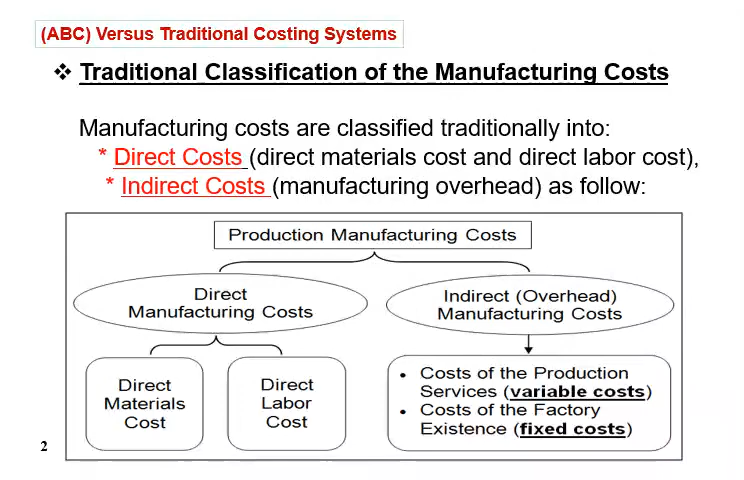 (ABC) Versus Traditional Costing Systems
❖ Traditional Classification of the Manufacturing Costs
Manufacturing costs are classified traditionally into:
* Direct Costs (direct materials cost and direct labor cost),
* Indirect Costs (manufacturing overhead) as follow:
Production Manufacturing Costs
Direct
Manufacturing Costs
Indirect (Overhead)
Manufacturing Costs
Direct
Materials
Cost
Direct
Labor
Cost
• Costs of the Production
Services (variable costs)
• Costs of the Factory
Existence (fixed costs)
2